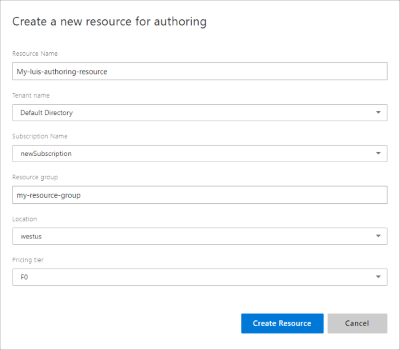 Create a new resource for authoring
Resource Name
My-luis-authoring-resource
Tenant name
Default Directory
Subscription Name
newSubscription
Resource group
my-resource-group
Location
westus
Pricing tier
F0
Create Resource
Cancel